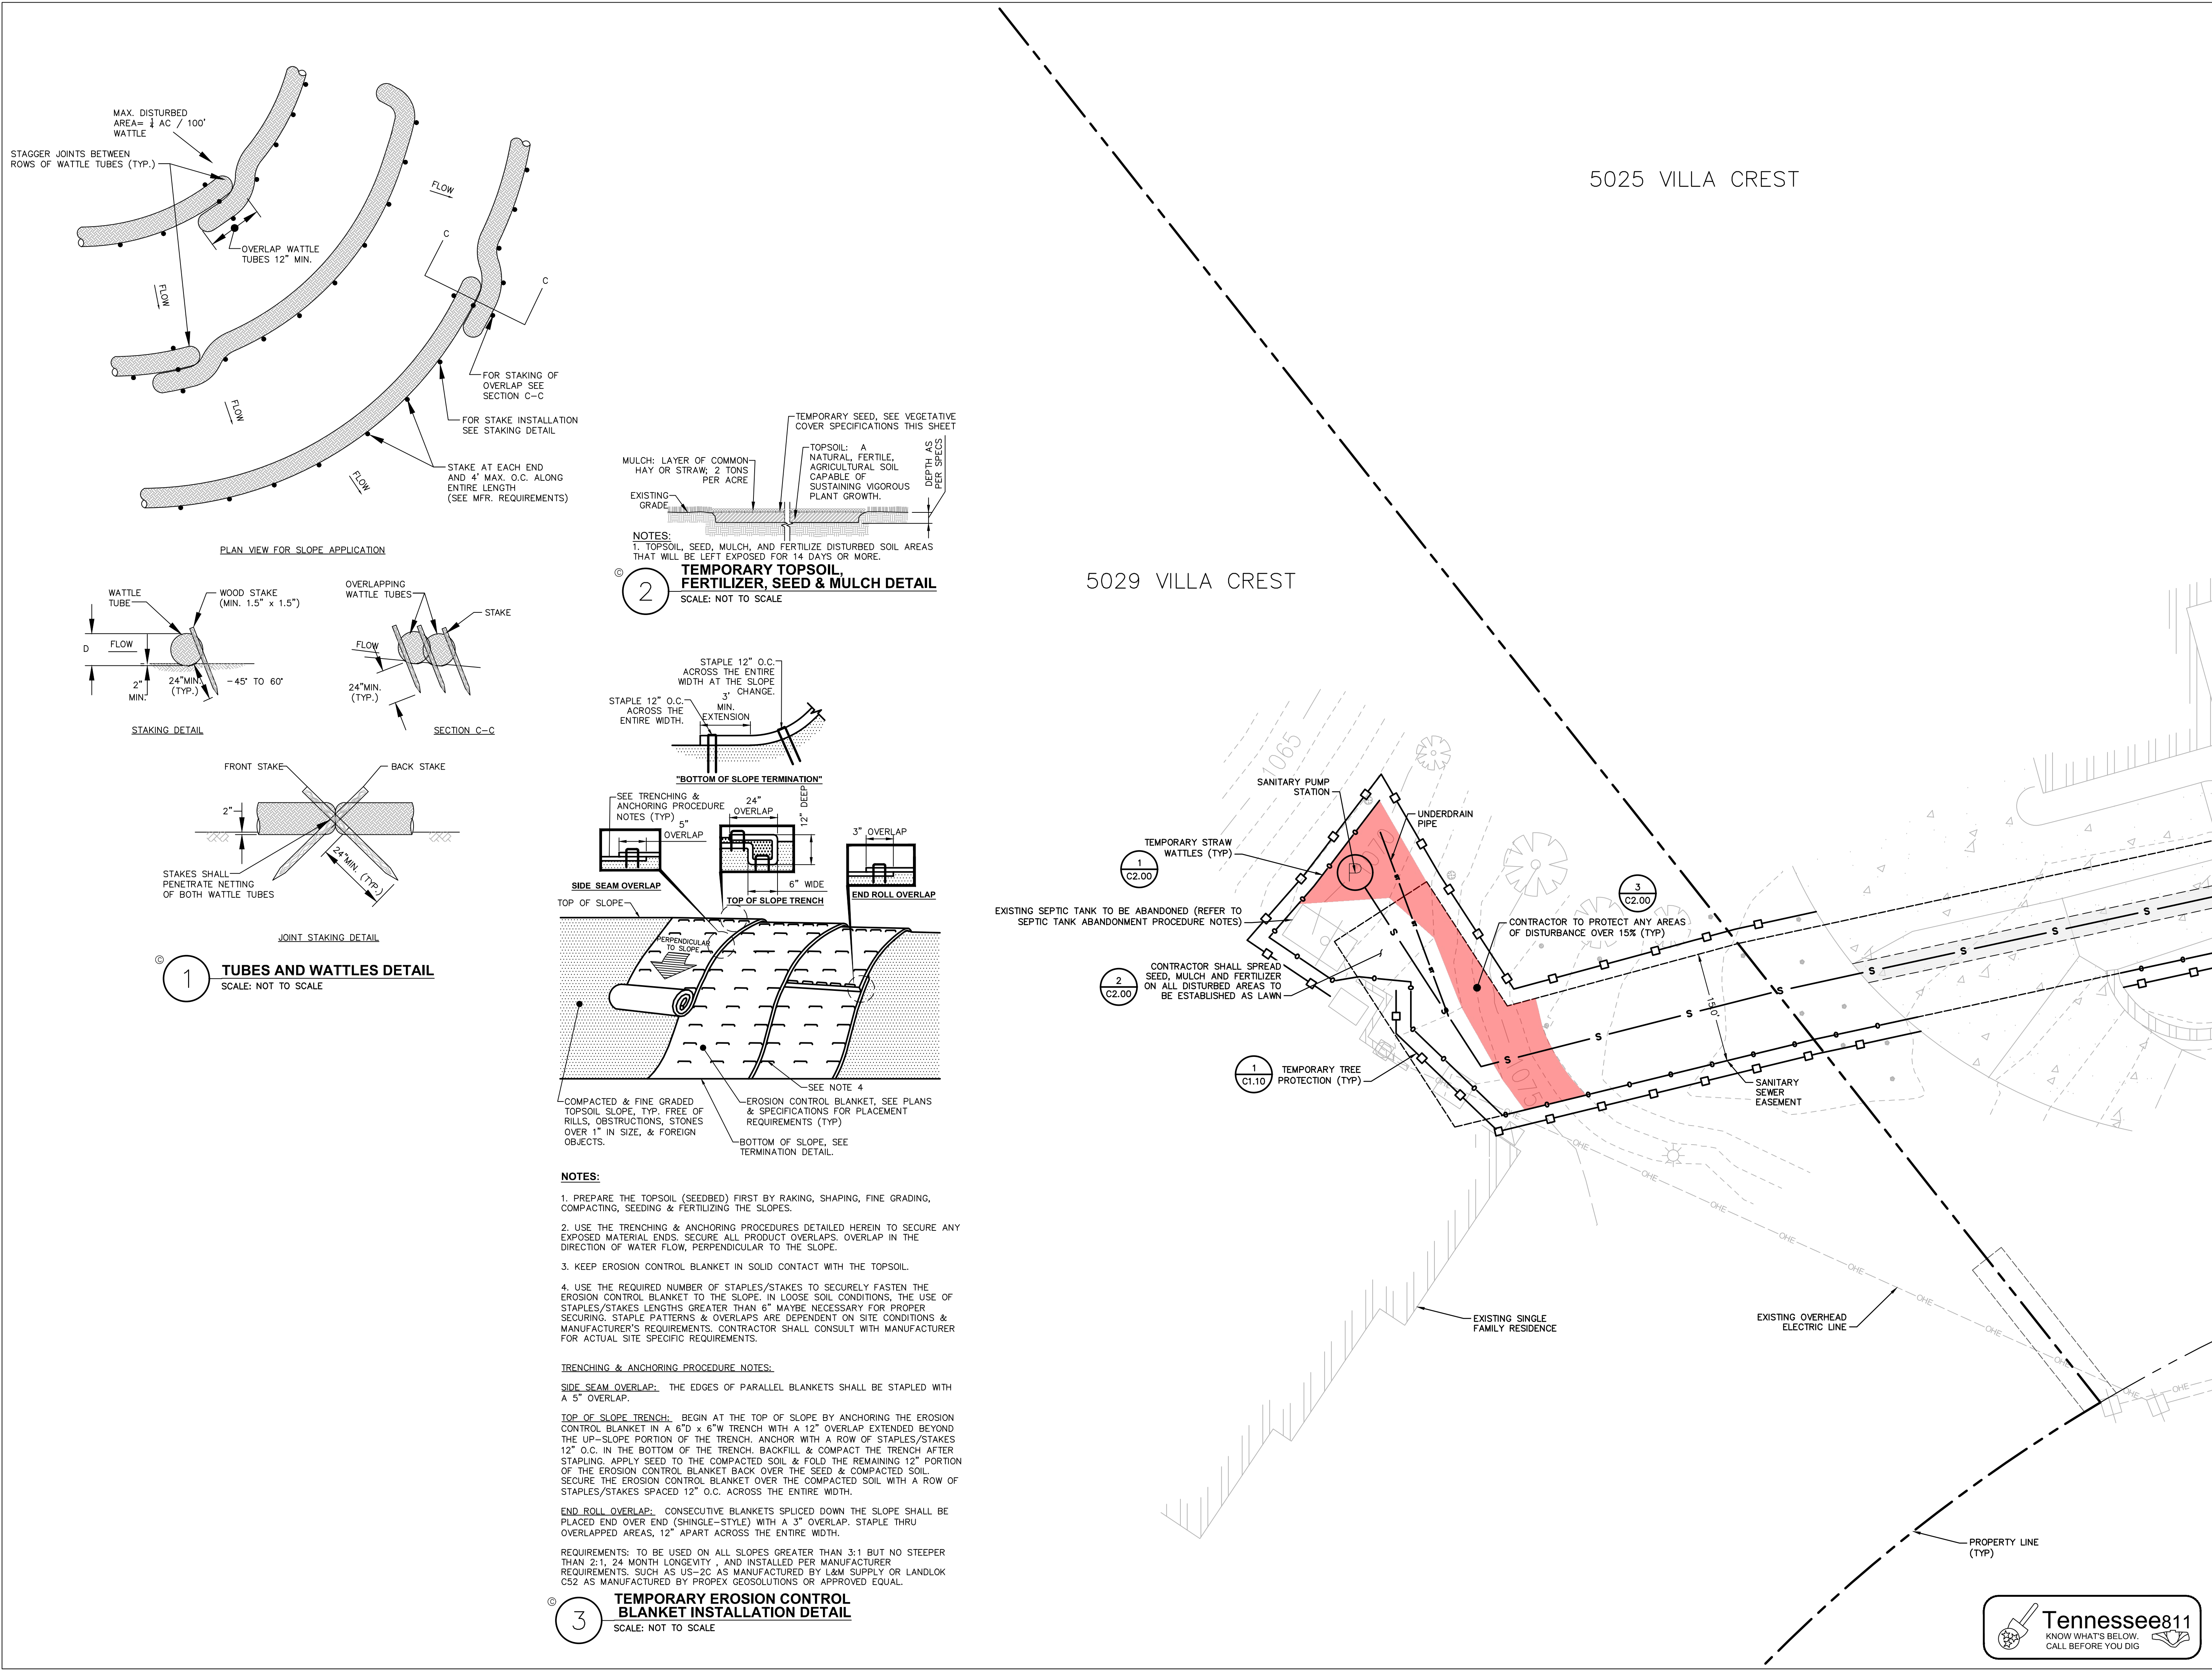 MAX. DISTURBED
AREA= ¼ AC / 100'
WATTLE
STAGGER JOINTS BETWEEN
ROWS OF WATTLE TUBES (TYP.)
FLOW
C
C
OVERLAP WATTLE
TUBES 12" MIN.
FLOW
FLOW
FLOW
FOR STAKING OF
OVERLAP SEE
SECTION C-C
FOR STAKE INSTALLATION
SEE STAKING DETAIL
STAKE AT EACH END
AND 4' MAX. O.C. ALONG
ENTIRE LENGTH
(SEE MFR. REQUIREMENTS)
PLAN VIEW FOR SLOPE APPLICATION
WATTLE
TUBE
WOOD STAKE
(MIN. 1.5" x 1.5")
D
FLOW
2"
MIN.
24"MIN.
(TYP.)
45° TO 60°
STAKING DETAIL
OVERLAPPING
WATTLE TUBES
STAKE
FLOW
24"MIN.
(TYP.)
SECTION C-C
FRONT STAKE
BACK STAKE
2"
24"MIN. (TYP.)
STAKES SHALL
PENETRATE NETTING
OF BOTH WATTLE TUBES
JOINT STAKING DETAIL
©
1
TUBES AND WATTLES DETAIL
SCALE: NOT TO SCALE
TEMPORARY SEED, SEE VEGETATIVE
COVER SPECIFICATIONS THIS SHEET
MULCH: LAYER OF COMMON
HAY OR STRAW; 2 TONS
PER ACRE
TOPSOIL: A
NATURAL, FERTILE,
AGRICULTURAL SOIL
CAPABLE OF
SUSTAINING VIGOROUS
PLANT GROWTH.
DEPTH AS
PER SPECS
EXISTING
GRADE
NOTES:
1. TOPSOIL, SEED, MULCH, AND FERTILIZE DISTURBED SOIL AREAS
THAT WILL BE LEFT EXPOSED FOR 14 DAYS OR MORE.
©
2
TEMPORARY TOPSOIL,
FERTILIZER, SEED & MULCH DETAIL
SCALE: NOT TO SCALE
STAPLE 12" O.C.
ACROSS THE ENTIRE
WIDTH AT THE SLOPE
CHANGE.
STAPLE 12" O.C.
ACROSS THE
ENTIRE WIDTH.
3'
MIN.
EXTENSION
"BOTTOM OF SLOPE TERMINATION"
SEE TRENCHING &
ANCHORING PROCEDURE
NOTES (TYP)
5"
OVERLAP
24"
OVERLAP
12" DEEP
3" OVERLAP
6" WIDE
SIDE SEAM OVERLAP
TOP OF SLOPE TRENCH
END ROLL OVERLAP
TOP OF SLOPE
PERPENDICULAR
TO SLOPE
SEE NOTE 4
COMPACTED & FINE GRADED
TOPSOIL SLOPE, TYP. FREE OF
RILLS, OBSTRUCTIONS, STONES
OVER 1" IN SIZE, & FOREIGN
OBJECTS.
EROSION CONTROL BLANKET, SEE PLANS
& SPECIFICATIONS FOR PLACEMENT
REQUIREMENTS (TYP)
BOTTOM OF SLOPE, SEE
TERMINATION DETAIL.
NOTES:
1. PREPARE THE TOPSOIL (SEEDBED) FIRST BY RAKING, SHAPING, FINE GRADING,
COMPACTING, SEEDING & FERTILIZING THE SLOPES.
2. USE THE TRENCHING & ANCHORING PROCEDURES DETAILED HEREIN TO SECURE ANY
EXPOSED MATERIAL ENDS. SECURE ALL PRODUCT OVERLAPS. OVERLAP IN THE
DIRECTION OF WATER FLOW, PERPENDICULAR TO THE SLOPE.
3. KEEP EROSION CONTROL BLANKET IN SOLID CONTACT WITH THE TOPSOIL.
4. USE THE REQUIRED NUMBER OF STAPLES/STAKES TO SECURELY FASTEN THE
EROSION CONTROL BLANKET TO THE SLOPE. IN LOOSE SOIL CONDITIONS, THE USE OF
STAPLES/STAKES LENGTHS GREATER THAN 6" MAYBE NECESSARY FOR PROPER
SECURING. STAPLE PATTERNS & OVERLAPS ARE DEPENDENT ON SITE CONDITIONS &
MANUFACTURER'S REQUIREMENTS. CONTRACTOR SHALL CONSULT WITH MANUFACTURER
FOR ACTUAL SITE SPECIFIC REQUIREMENTS.
TRENCHING & ANCHORING PROCEDURE NOTES:
SIDE SEAM OVERLAP: THE EDGES OF PARALLEL BLANKETS SHALL BE STAPLED WITH
A 5" OVERLAP.
TOP OF SLOPE TRENCH: BEGIN AT THE TOP OF SLOPE BY ANCHORING THE EROSION
CONTROL BLANKET IN A 6"D x 6"W TRENCH WITH A 12" OVERLAP EXTENDED BEYOND
THE UP-SLOPE PORTION OF THE TRENCH. ANCHOR WITH A ROW OF STAPLES/STAKES
12" O.C. IN THE BOTTOM OF THE TRENCH. BACKFILL & COMPACT THE TRENCH AFTER
STAPLING. APPLY SEED TO THE COMPACTED SOIL & FOLD THE REMAINING 12" PORTION
OF THE EROSION CONTROL BLANKET BACK OVER THE SEED & COMPACTED SOIL.
SECURE THE EROSION CONTROL BLANKET OVER THE COMPACTED SOIL WITH A ROW OF
STAPLES/STAKES SPACED 12" O.C. ACROSS THE ENTIRE WIDTH.
END ROLL OVERLAP: CONSECUTIVE BLANKETS SPLICED DOWN THE SLOPE SHALL BE
PLACED END OVER END (SHINGLE-STYLE) WITH A 3" OVERLAP. STAPLE THRU
OVERLAPPED AREAS, 12" APART ACROSS THE ENTIRE WIDTH.
REQUIREMENTS: TO BE USED ON ALL SLOPES GREATER THAN 3:1 BUT NO STEEPER
THAN 2:1, 24 MONTH LONGEVITY , AND INSTALLED PER MANUFACTURER
REQUIREMENTS. SUCH AS US-2C AS MANUFACTURED BY L&M SUPPLY OR LANDLOK
C52 AS MANUFACTURED BY PROPEX GEOSOLUTIONS OR APPROVED EQUAL.
©
3
TEMPORARY EROSION CONTROL
BLANKET INSTALLATION DETAIL
SCALE: NOT TO SCALE
5025 VILLA CREST
5029 VILLA CREST
1065
SANITARY PUMP
STATION
UNDERDRAIN
PIPE
1070
TEMPORARY STRAW
WATTLES (TYP)
1
C2.00
3
C2.00
EXISTING SEPTIC TANK TO BE ABANDONED (REFER TO
SEPTIC TANK ABANDONMENT PROCEDURE NOTES)
CONTRACTOR TO PROTECT ANY AREAS
OF DISTURBANCE OVER 15% (TYP)
CONTRACTOR SHALL SPREAD
SEED, MULCH AND FERTILIZER
ON ALL DISTURBED AREAS TO
BE ESTABLISHED AS LAWN
2
C2.00
S
S
S
S
S
S
S
S
S
S
15.0'
1
C1.10
TEMPORARY TREE
PROTECTION (TYP)
1075
SANITARY
SEWER
EASEMENT
OHE
OHE
OHE
OHE
OHE
OHE
OHE
OHE
OHE
OHE
EXISTING SINGLE
FAMILY RESIDENCE
EXISTING OVERHEAD
ELECTRIC LINE
PROPERTY LINE
(TYP)
Tennessee811
KNOW WHAT'S BELOW.
CALL BEFORE YOU DIG